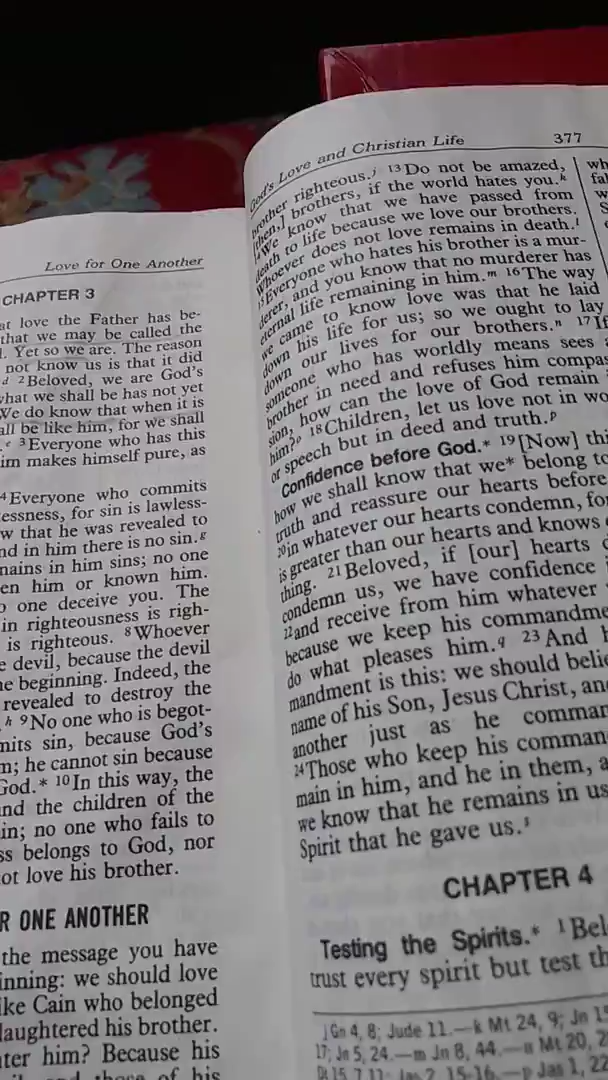 Love for One Another
CHAPTER 3
at love the Father has be-
that we may be called the
. Yet so we are. The reason
not know us is that it did
d 2Beloved, we are God's
what we shall be has not yet
We do know that when it is
all be like him, for we shall
.e 3Everyone who has this
im makes himself pure, as
4Everyone who commits
essness, for sin is lawless-
w that he was revealed to
nd in him there is no sin.g
mains in him sins; no one
en him or known him.
o one deceive you. The
in righteousness is righ-
is righteous. 8Whoever
e devil, because the devil
he beginning. Indeed, the
revealed to destroy the
.h 9No one who is begot-
mits sin, because God's
m; he cannot sin because
God.* 10In this way, the
nd the children of the
in; no one who fails to
ss belongs to God, nor
ot love his brother.
R ONE ANOTHER
the message you have
inning: we should love
ike Cain who belonged
laughtered his brother.
ter him? Because his
those of his
God's Love and Christian Life 377
brother righteous.j 13Do not be amazed,
[then,] brothers, if the world hates you.k
14We know that we have passed from
death to life because we love our brothers.
Whoever does not love remains in death.l
15Everyone who hates his brother is a mur-
derer, and you know that no murderer has
eternal life remaining in him.m 16The way
we came to know love was that he laid
down his life for us; so we ought to lay
down our lives for our brothers.n 17If
someone who has worldly means sees a
brother in need and refuses him compas-
sion, how can the love of God remain i
him?o 18Children, let us love not in wo
or speech but in deed and truth.p
Confidence before God.* 19[Now] thi
how we shall know that we* belong to
truth and reassure our hearts before
20in whatever our hearts condemn, for
is greater than our hearts and knows
thing. 21Beloved, if [our] hearts d
condemn us, we have confidence i
22and receive from him whatever
because we keep his commandme
do what pleases him.q 23And h
mandment is this: we should belie
name of his Son, Jesus Christ, and
another just as he comman
24Those who keep his comman
main in him, and he in them, a
we know that he remains in us
Spirit that he gave us.s
CHAPTER 4
Testing the Spirits.* 1Bel
trust every spirit but test th
j Gn 4, 8; Jude 11.—k Mt 24, 9; Jn 15
17; Jn 5, 24.—m Jn 8, 44.—n Mt 20, 2
Dt 15, 7.11; Jas 2, 15-16.—p Jas 1, 22
wh
fal
w
S